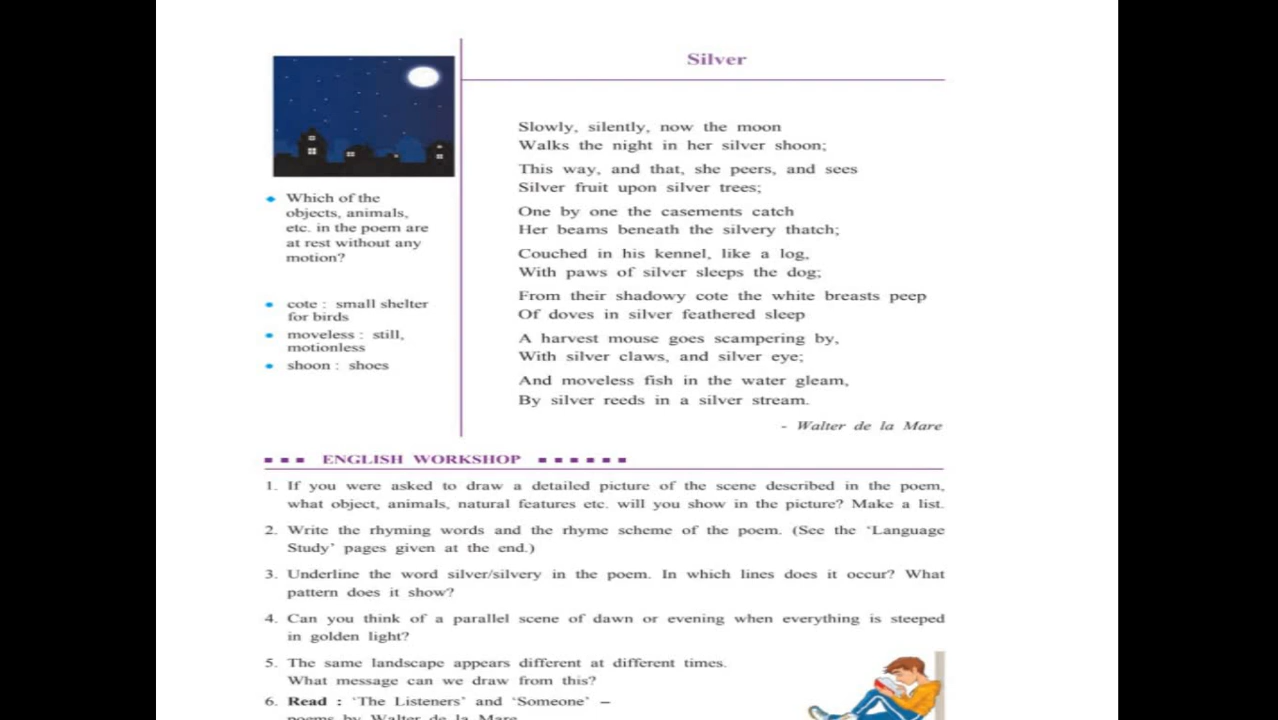 Silver
Which of the
objects, animals,
etc. in the poem are
at rest without any
motion?
cote : small shelter
for birds
moveless : still,
motionless
shoon : shoes
Slowly, silently, now the moon
Walks the night in her silver shoon;
This way, and that, she peers, and sees
Silver fruit upon silver trees;
One by one the casements catch
Her beams beneath the silvery thatch;
Couched in his kennel, like a log,
With paws of silver sleeps the dog;
From their shadowy cote the white breasts peep
Of doves in silver feathered sleep
A harvest mouse goes scampering by,
With silver claws, and silver eye;
And moveless fish in the water gleam,
By silver reeds in a silver stream.
- Walter de la Mare
ENGLISH WORKSHOP
1. If you were asked to draw a detailed picture of the scene described in the poem,
what object, animals, natural features etc. will you show in the picture? Make a list.
2. Write the rhyming words and the rhyme scheme of the poem. (See the ‘Language
Study’ pages given at the end.)
3. Underline the word silver/silvery in the poem. In which lines does it occur? What
pattern does it show?
4. Can you think of a parallel scene of dawn or evening when everything is steeped
in golden light?
5. The same landscape appears different at different times.
What message can we draw from this?
6. Read : ‘The Listeners’ and ‘Someone’ –
poems by Walter de la Mare